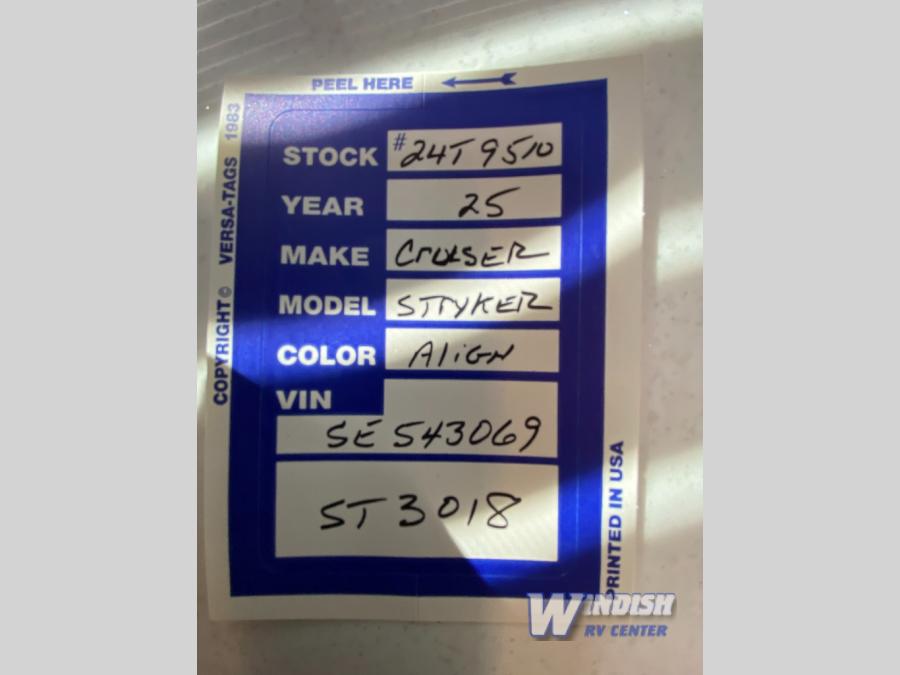 PEEL HERE
COPYRIGHT © VERSA-TAGS 1983
STOCK #24T9510
YEAR 25
MAKE CRUISER
MODEL STRYKER
COLOR ALIGN
VIN
SE543069
ST3018
PRINTED IN USA
WINDISH
RV CENTER